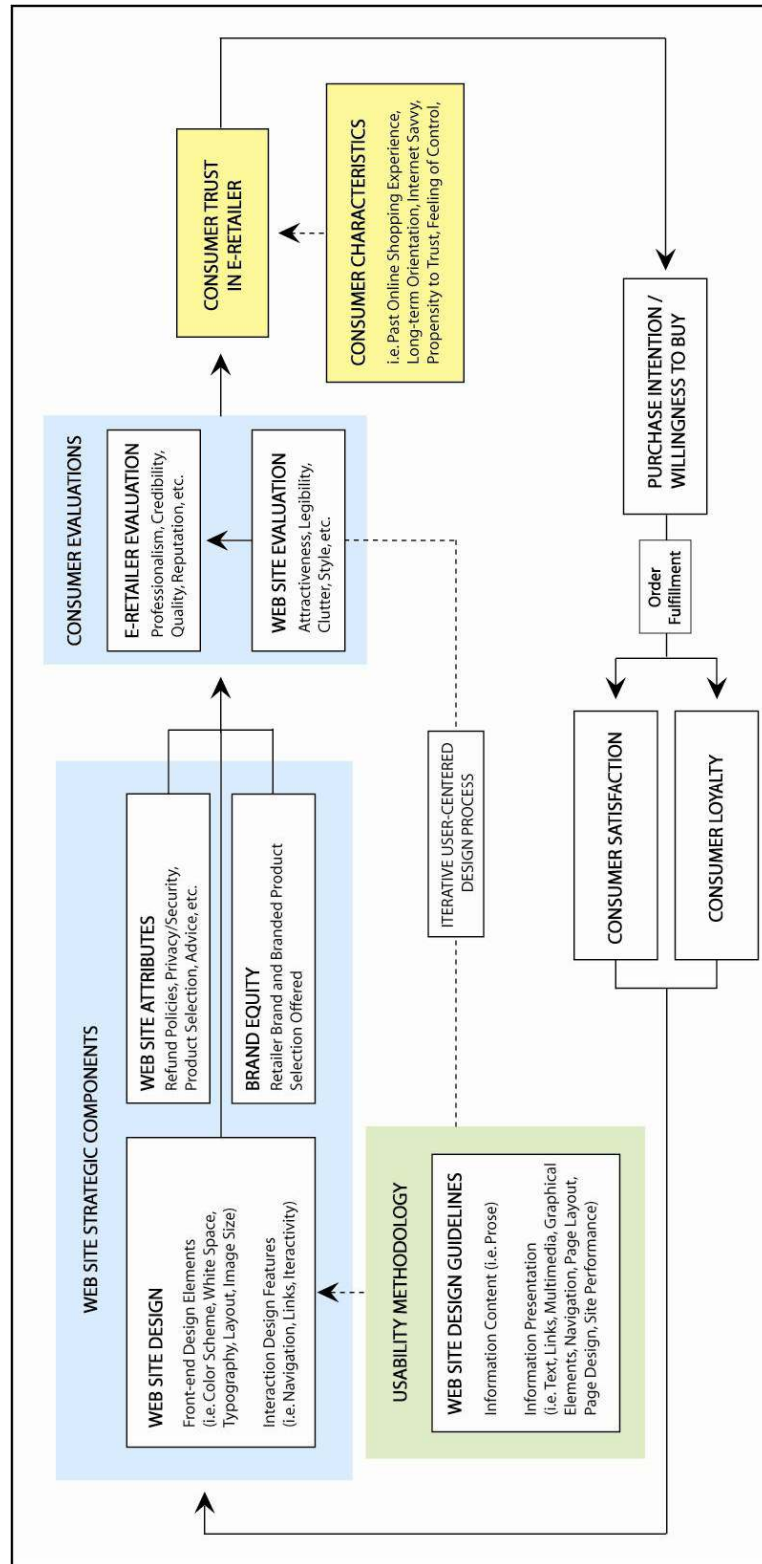 WEB SITE STRATEGIC COMPONENTS
WEB SITE DESIGN
Front-end Design Elements
(i.e. Color Scheme, White Space,
Typography, Layout, Image Size)
Interaction Design Features
(i.e. Navigation, Links, Iteractivity)
WEB SITE ATTRIBUTES
Refund Policies, Privacy/Security,
Product Selection, Advice, etc.
BRAND EQUITY
Retailer Brand and Branded Product
Selection Offered
CONSUMER EVALUATIONS
E-RETAILER EVALUATION
Professionalism, Credibility,
Quality, Reputation, etc.
WEB SITE EVALUATION
Attractiveness, Legibility,
Clutter, Style, etc.
CONSUMER TRUST
IN E-RETAILER
CONSUMER CHARACTERISTICS
i.e. Past Online Shopping Experience,
Long-term Orientation, Internet Savvy,
Propensity to Trust, Feeling of Control,
USABILITY METHODOLOGY
WEB SITE DESIGN GUIDELINES
Information Content (i.e. Prose)
Information Presentation
(i.e. Text, Links, Multimedia, Graphical
Elements, Navigation, Page Layout,
Page Design, Site Performance)
ITERATIVE USER-CENTERED
DESIGN PROCESS
CONSUMER SATISFACTION
CONSUMER LOYALTY
Order
Fulfillment
PURCHASE INTENTION /
WILLINGNESS TO BUY